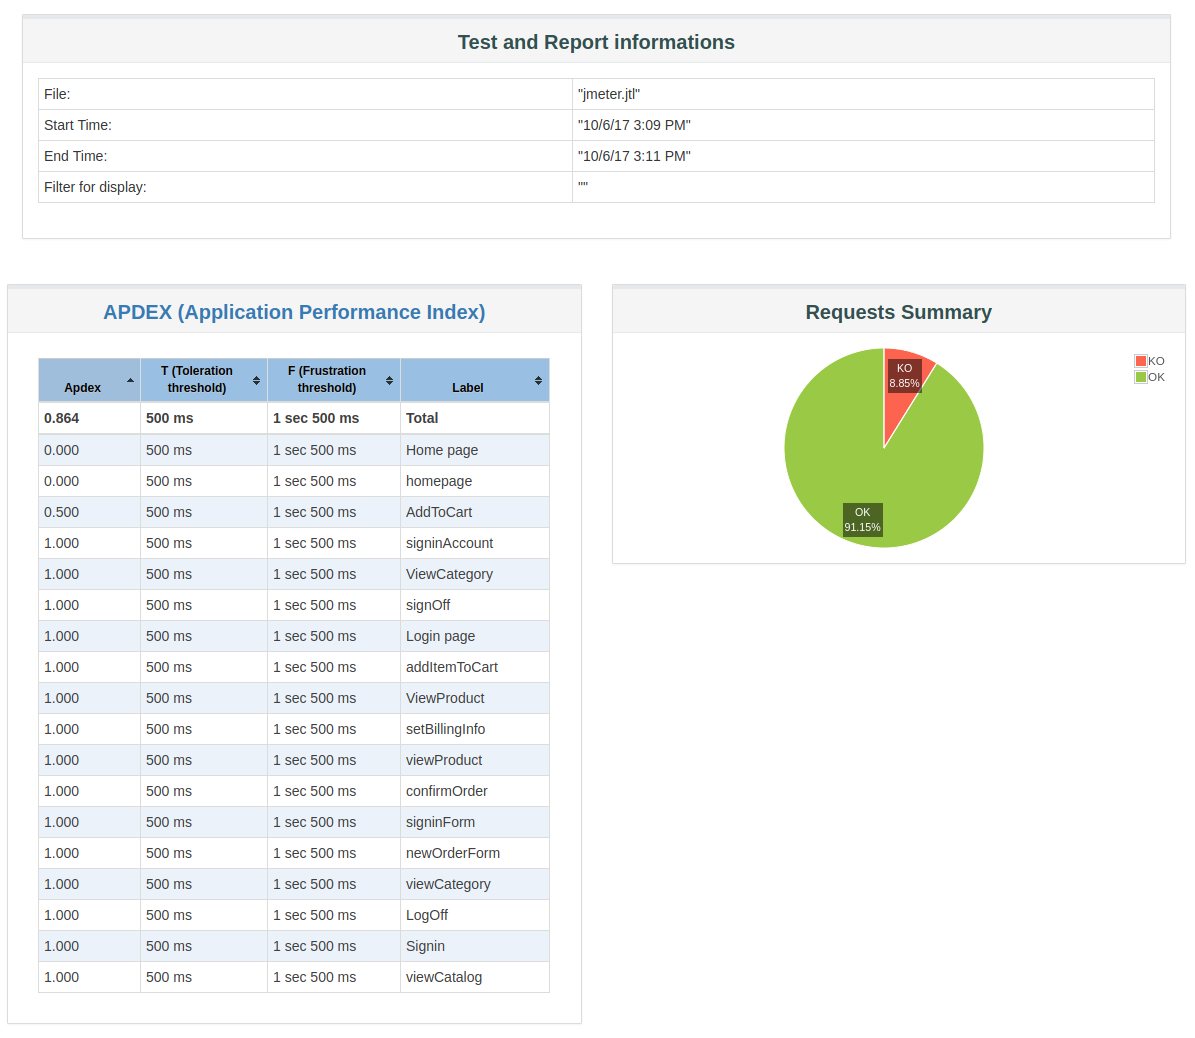 Test and Report informations
File: "jmeter.jtl"
Start Time: "10/6/17 3:09 PM"
End Time: "10/6/17 3:11 PM"
Filter for display: ""
APDEX (Application Performance Index)
Apdex T (Toleration threshold) F (Frustration threshold) Label
0.864 500 ms 1 sec 500 ms Total
0.000 500 ms 1 sec 500 ms Home page
0.000 500 ms 1 sec 500 ms homepage
0.500 500 ms 1 sec 500 ms AddToCart
1.000 500 ms 1 sec 500 ms signinAccount
1.000 500 ms 1 sec 500 ms ViewCategory
1.000 500 ms 1 sec 500 ms signOff
1.000 500 ms 1 sec 500 ms Login page
1.000 500 ms 1 sec 500 ms addItemToCart
1.000 500 ms 1 sec 500 ms ViewProduct
1.000 500 ms 1 sec 500 ms setBillingInfo
1.000 500 ms 1 sec 500 ms viewProduct
1.000 500 ms 1 sec 500 ms confirmOrder
1.000 500 ms 1 sec 500 ms signinForm
1.000 500 ms 1 sec 500 ms newOrderForm
1.000 500 ms 1 sec 500 ms viewCategory
1.000 500 ms 1 sec 500 ms LogOff
1.000 500 ms 1 sec 500 ms Signin
1.000 500 ms 1 sec 500 ms viewCatalog
Requests Summary
KO
8.85%
OK
91.15%
KO
OK